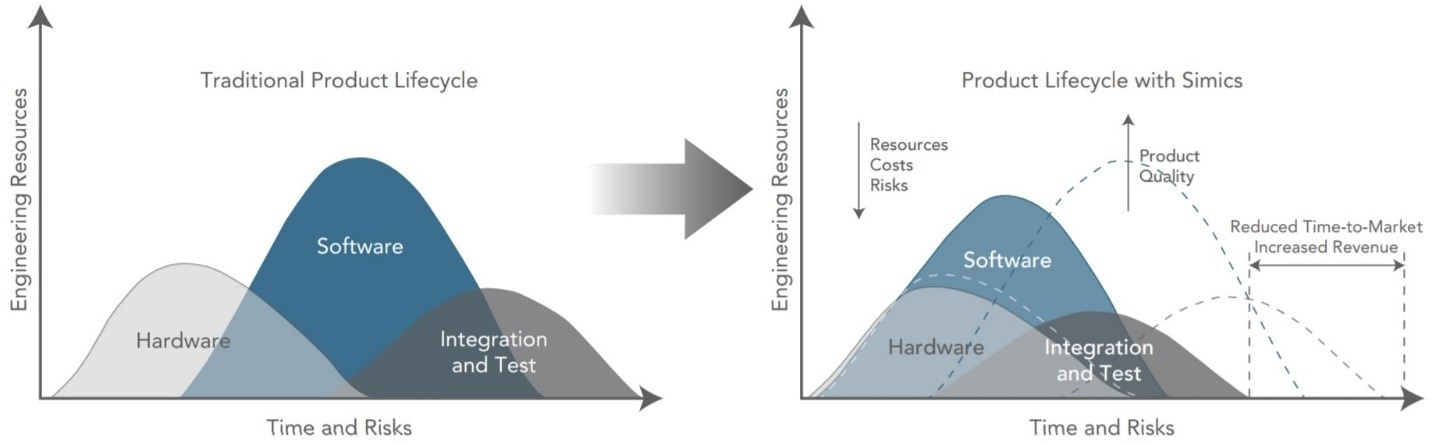 Traditional Product Lifecycle
Engineering Resources
Software
Hardware
Integration
and Test
Time and Risks
Product Lifecycle with Simics
Engineering Resources
Resources
Costs
Risks
Product
Quality
Reduced Time-to-Market
Increased Revenue
Software
Hardware
Integration
and Test
Time and Risks